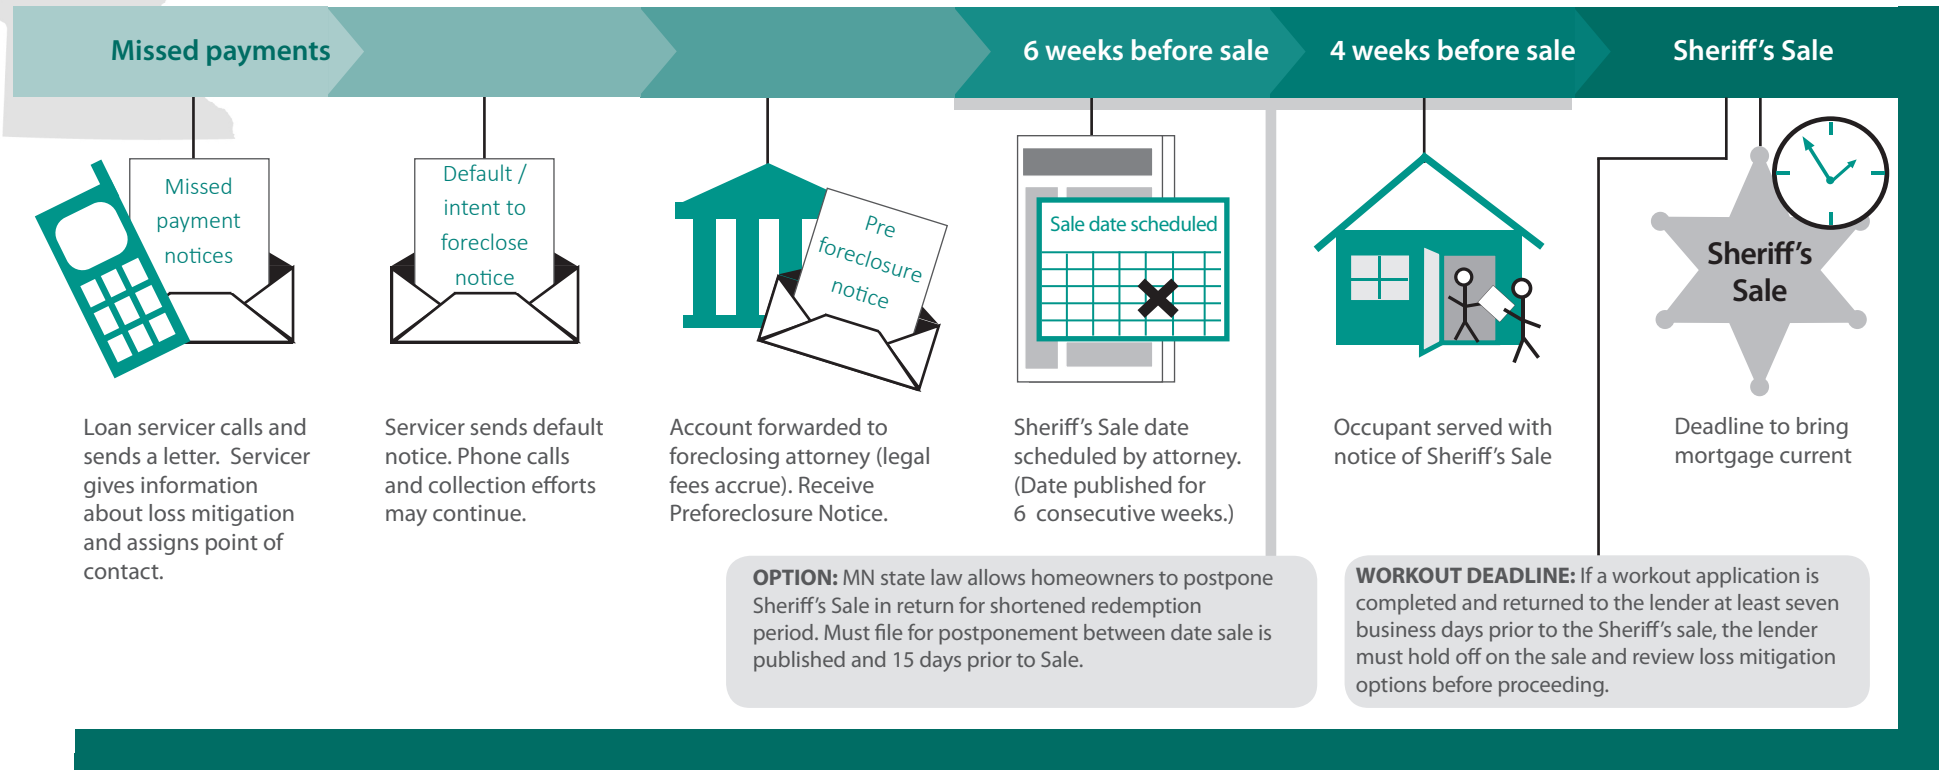 Missed payments
6 weeks before sale
4 weeks before sale
Sheriff's Sale
Missed
payment
notices
Default /
intent to
foreclose
notice
Pre
foreclosure
notice
Sale date scheduled
Sheriff's
Sale
Loan servicer calls and
sends a letter.  Servicer
gives information
about loss mitigation
and assigns point of
contact.
Servicer sends default
notice. Phone calls
and collection efforts
may continue.
Account forwarded to
foreclosing attorney (legal
fees accrue). Receive
Preforeclosure Notice.
Sheriff's Sale date
scheduled by attorney.
(Date published for
6  consecutive weeks.)
Occupant served with
notice of Sheriff's Sale
Deadline to bring
mortgage current
OPTION: MN state law allows homeowners to postpone
Sheriff's Sale in return for shortened redemption
period. Must file for postponement between date sale is
published and 15 days prior to Sale.
WORKOUT DEADLINE: If a workout application is
completed and returned to the lender at least seven
business days prior to the Sheriff's sale, the lender
must hold off on the sale and review loss mitigation
options before proceeding.